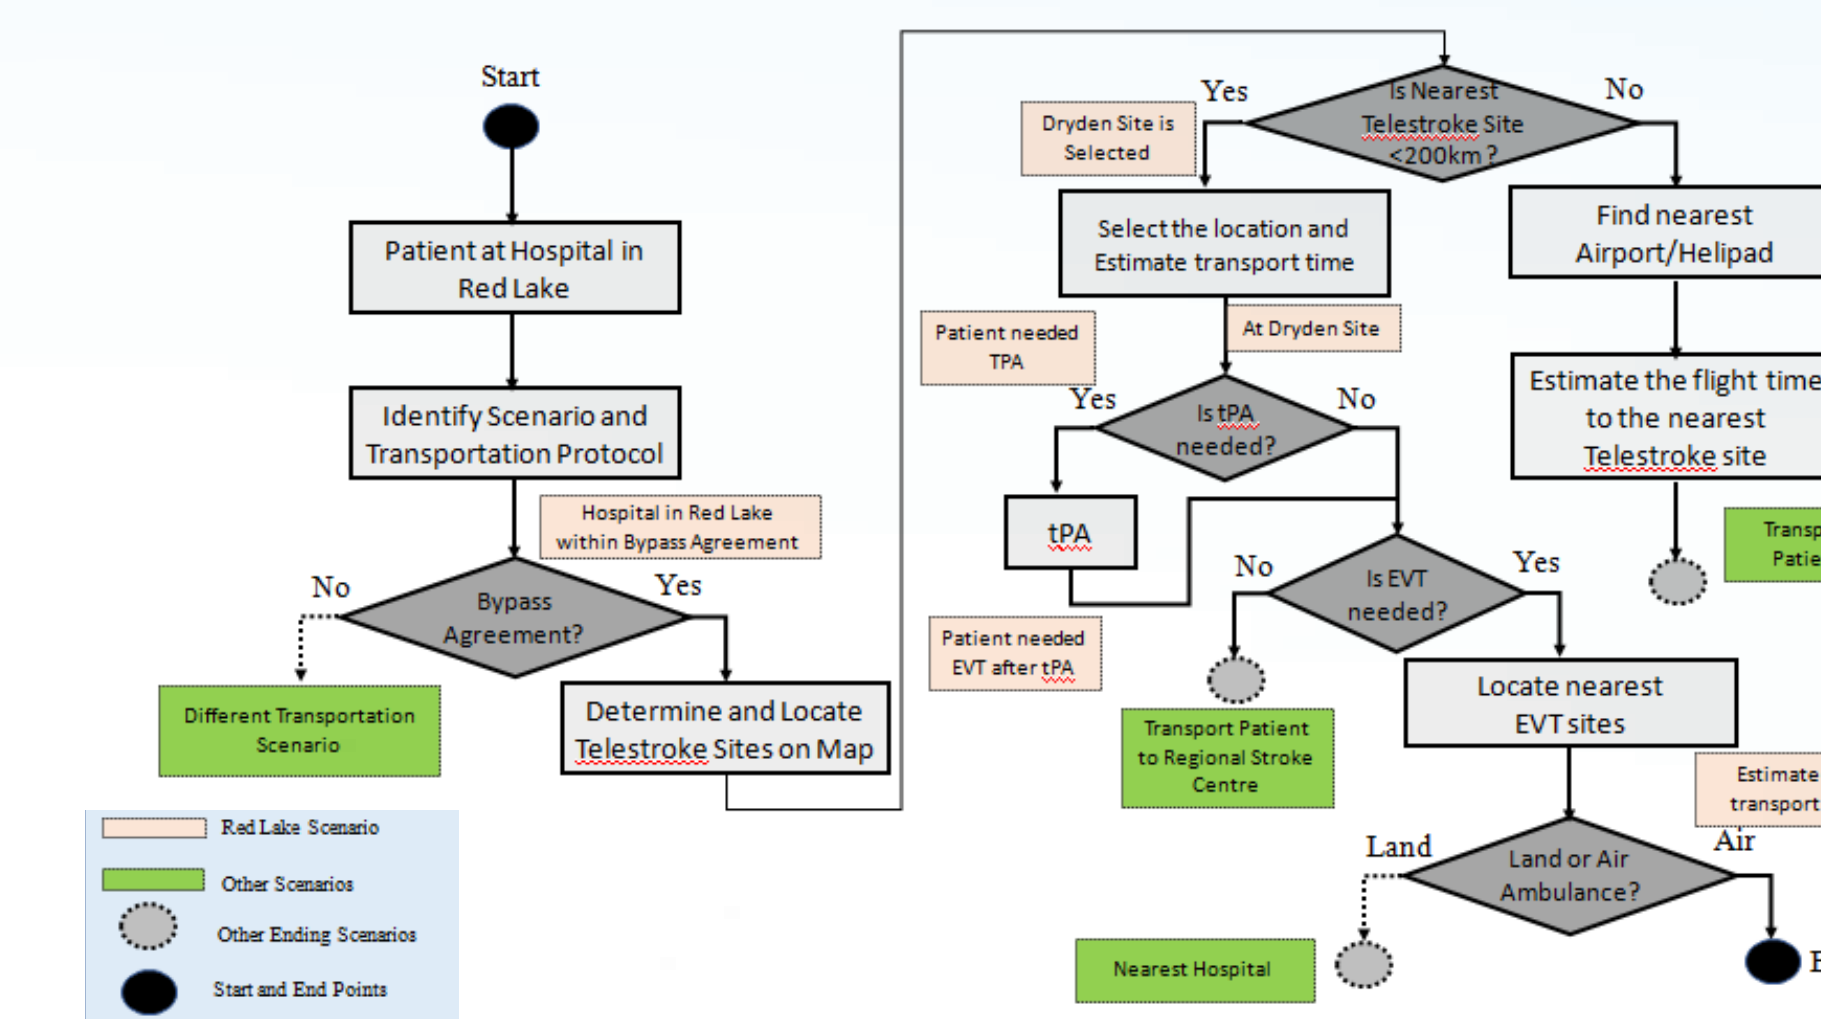 Start
Patient at Hospital in
Red Lake
Identify Scenario and
Transportation Protocol
Hospital in Red Lake
within Bypass Agreement
No
Yes
Bypass
Agreement?
Different Transportation
Scenario
Determine and Locate
Telestroke Sites on Map
Red Lake Scenario
Other Scenarios
Other Ending Scenarios
Start and End Points
Is Nearest
Telestroke Site
<200km ?
Yes
No
Dryden Site is
Selected
Select the location and
Estimate transport time
Find nearest
Airport/Helipad
Patient needed
TPA
At Dryden Site
Yes
No
Is tPA
needed?
Estimate the flight time
to the nearest
Telestroke site
tPA
No
Yes
Is EVT
needed?
Patient needed
EVT after tPA
Transport Patient
to Regional Stroke
Centre
Locate nearest
EVT sites
Estimate
transport
Land
Air
Land or Air
Ambulance?
Nearest Hospital